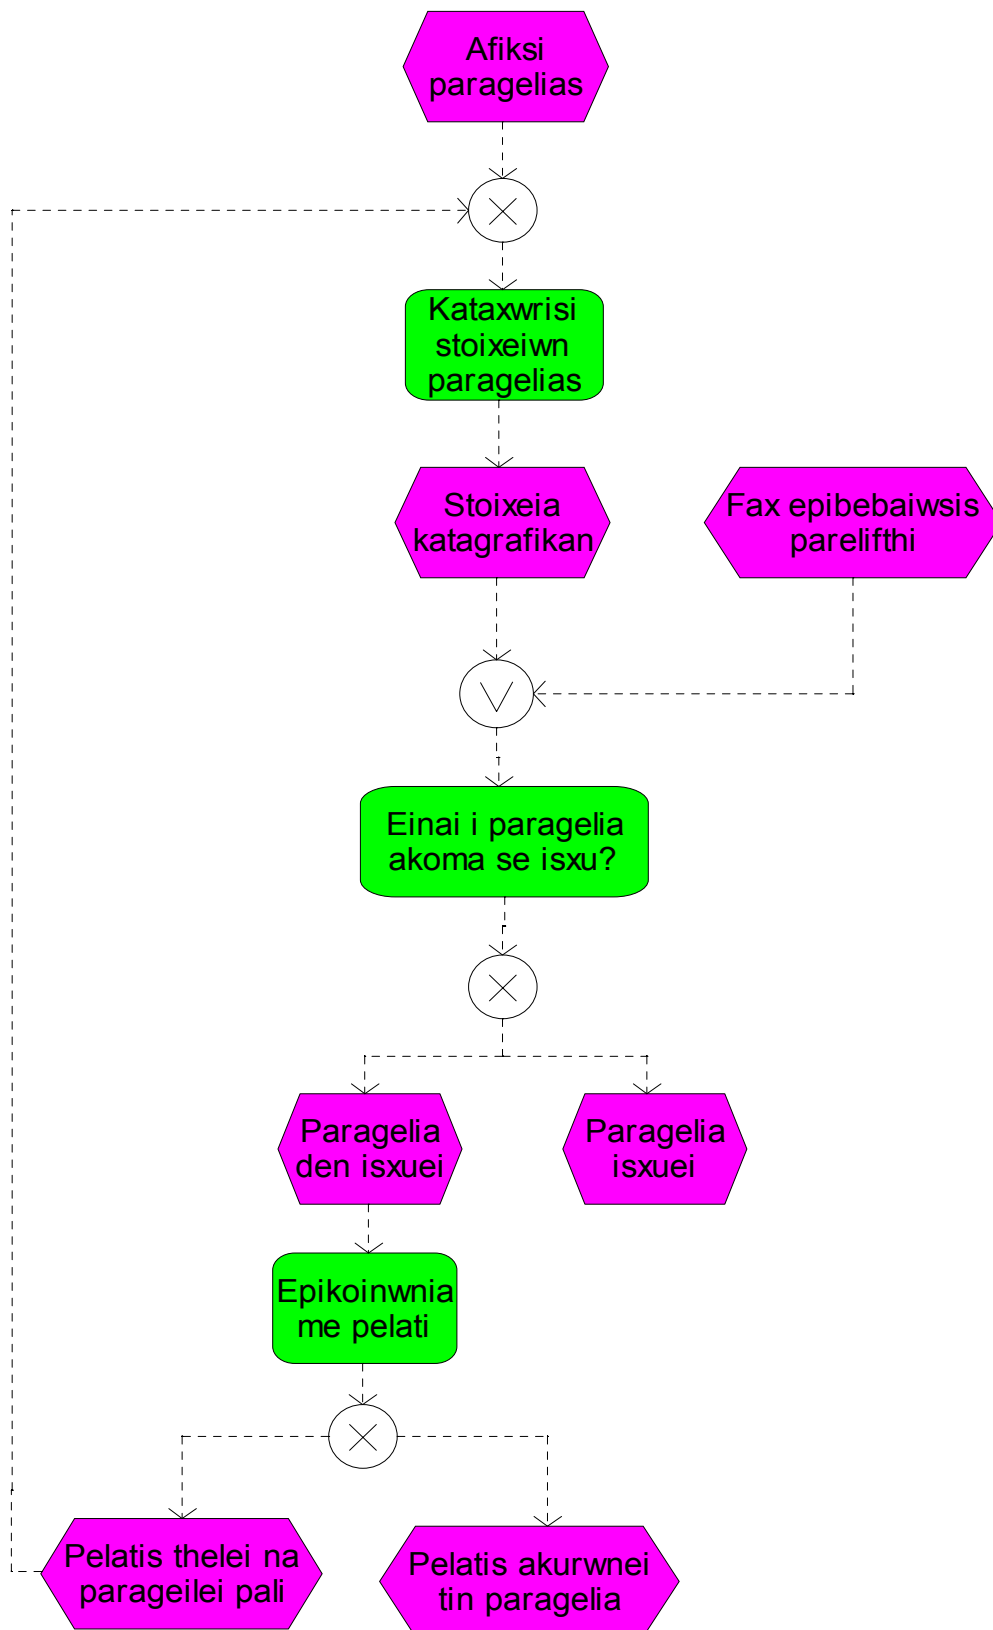 Afiksi
paragelias
Kataxwrisi
stoixeiwn
paragelias
Stoixeia
katagrafikan
Fax epibebaiwsis
parelifthi
Einai i paragelia
akoma se isxu?
Paragelia
den isxuei
Paragelia
isxuei
Epikoinwnia
me pelati
Pelatis thelei na
parageilei pali
Pelatis akurwnei
tin paragelia